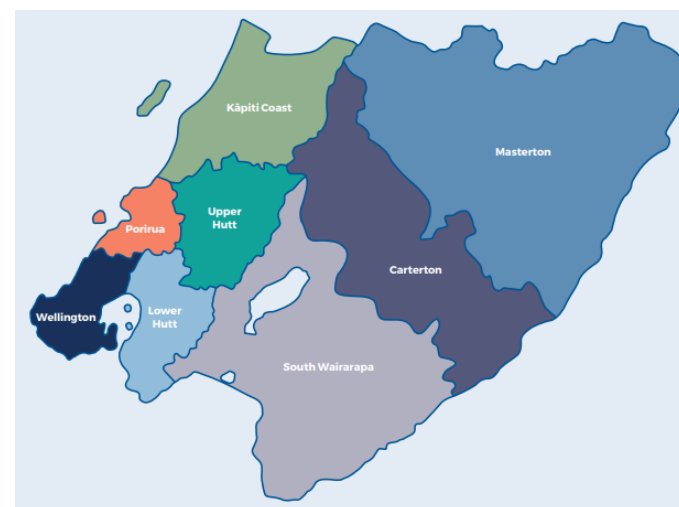 Kāpiti Coast
Masterton
Upper
Hutt
Porirua
Carterton
Wellington
Lower
Hutt
South Wairarapa